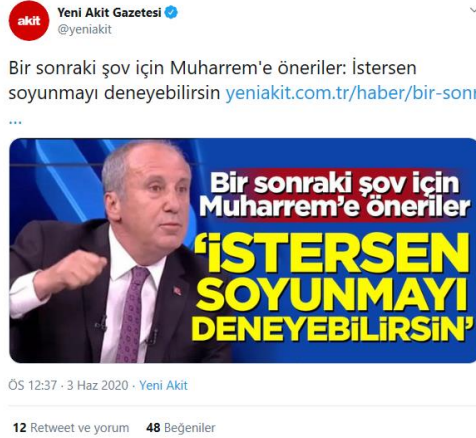 akit
Yeni Akit Gazetesi
@yeniakit
Bir sonraki şov için Muharrem'e öneriler: İstersen
soyunmayı deneyebilirsin yeniakit.com.tr/haber/bir-sonr
...
Bir sonraki şov için
Muharrem'e öneriler
'İSTERSEN
SOYUNMAYI
DENEYEBİLİRSİN'
ÖS 12:37 · 3 Haz 2020 · Yeni Akit
12 Retweet ve yorum 48 Beğeniler